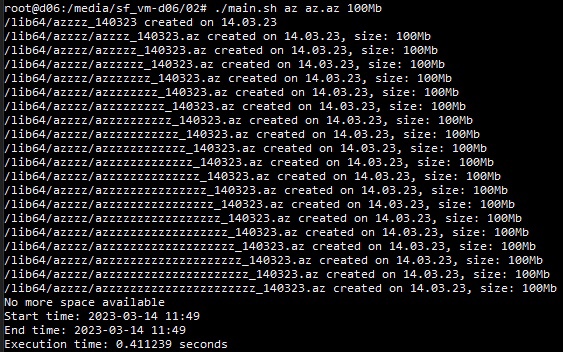 root@d06:/media/sf_vm-d06/02# ./main.sh az az.az 100Mb
/lib64/azzzz_140323 created on 14.03.23
/lib64/azzzz/azzzz_140323.az created on 14.03.23, size: 100Mb
/lib64/azzzz/azzzzz_140323.az created on 14.03.23, size: 100Mb
/lib64/azzzz/azzzzzz_140323.az created on 14.03.23, size: 100Mb
/lib64/azzzz/azzzzzzz_140323.az created on 14.03.23, size: 100Mb
/lib64/azzzz/azzzzzzzz_140323.az created on 14.03.23, size: 100Mb
/lib64/azzzz/azzzzzzzzz_140323.az created on 14.03.23, size: 100Mb
/lib64/azzzz/azzzzzzzzzz_140323.az created on 14.03.23, size: 100Mb
/lib64/azzzz/azzzzzzzzzzz_140323.az created on 14.03.23, size: 100Mb
/lib64/azzzz/azzzzzzzzzzzz_140323.az created on 14.03.23, size: 100Mb
/lib64/azzzz/azzzzzzzzzzzzz_140323.az created on 14.03.23, size: 100Mb
/lib64/azzzz/azzzzzzzzzzzzzz_140323.az created on 14.03.23, size: 100Mb
/lib64/azzzz/azzzzzzzzzzzzzzz_140323.az created on 14.03.23, size: 100Mb
/lib64/azzzz/azzzzzzzzzzzzzzzz_140323.az created on 14.03.23, size: 100Mb
/lib64/azzzz/azzzzzzzzzzzzzzzzz_140323.az created on 14.03.23, size: 100Mb
/lib64/azzzz/azzzzzzzzzzzzzzzzzz_140323.az created on 14.03.23, size: 100Mb
/lib64/azzzz/azzzzzzzzzzzzzzzzzzz_140323.az created on 14.03.23, size: 100Mb
/lib64/azzzz/azzzzzzzzzzzzzzzzzzzz_140323.az created on 14.03.23, size: 100Mb
/lib64/azzzz/azzzzzzzzzzzzzzzzzzzzz_140323.az created on 14.03.23, size: 100Mb
/lib64/azzzz/azzzzzzzzzzzzzzzzzzzzzz_140323.az created on 14.03.23, size: 100Mb
No more space available
Start time: 2023-03-14 11:49
End time: 2023-03-14 11:49
Execution time: 0.411239 seconds